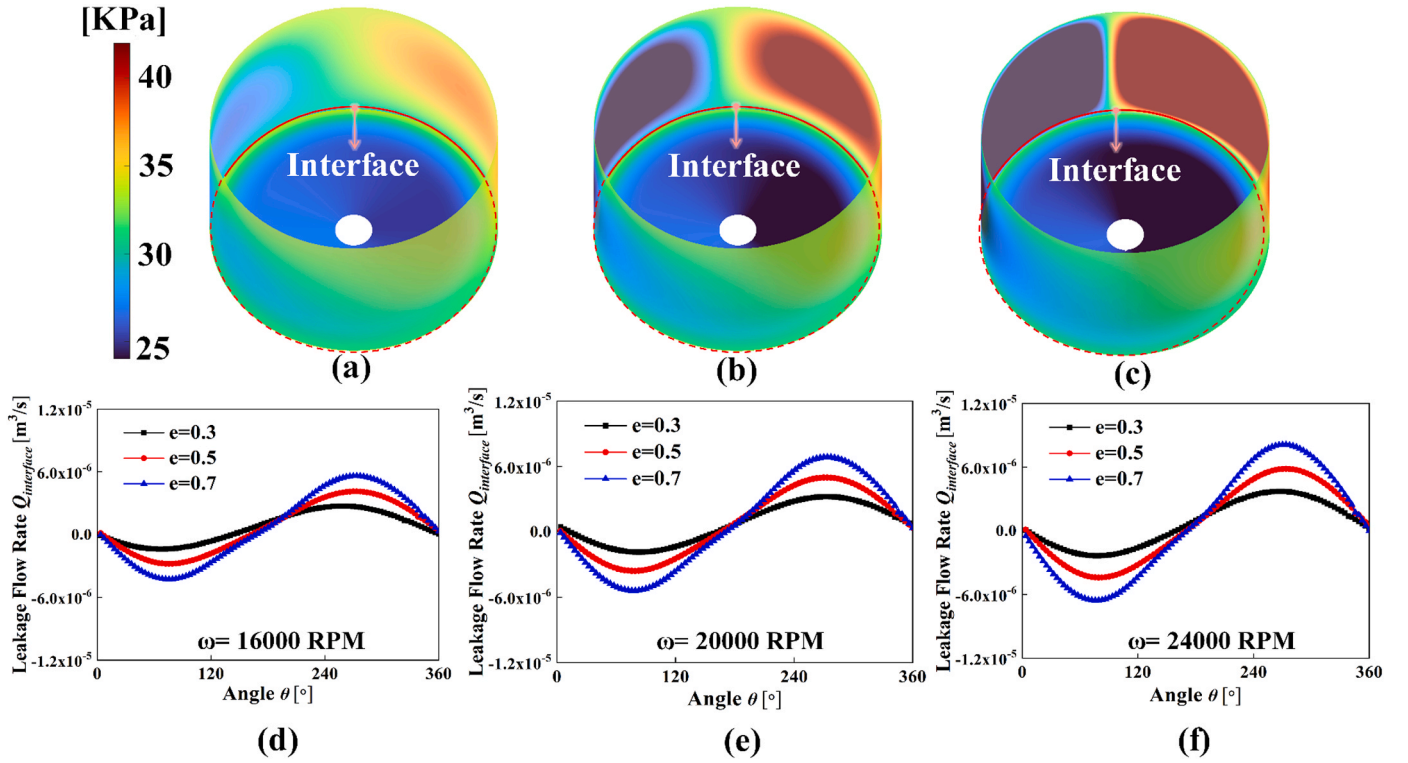 [KPa]
40
35
30
25
Interface
Interface
Interface
(a)
(b)
(c)
Leakage Flow Rate Q_interface [m³/s]
1.2x10⁻⁵
6.0x10⁻⁶
0.0
-6.0x10⁻⁶
-1.2x10⁻⁵
e=0.3
e=0.5
e=0.7
ω= 16000 RPM
0 120 240 360
Angle θ [°]
(d)
Leakage Flow Rate Q_interface [m³/s]
1.2x10⁻⁵
6.0x10⁻⁶
0.0
-6.0x10⁻⁶
-1.2x10⁻⁵
e=0.3
e=0.5
e=0.7
ω= 20000 RPM
0 120 240 360
Angle θ [°]
(e)
Leakage Flow Rate Q_interface [m³/s]
1.2x10⁻⁵
6.0x10⁻⁶
0.0
-6.0x10⁻⁶
-1.2x10⁻⁵
e=0.3
e=0.5
e=0.7
ω= 24000 RPM
0 120 240 360
Angle θ [°]
(f)